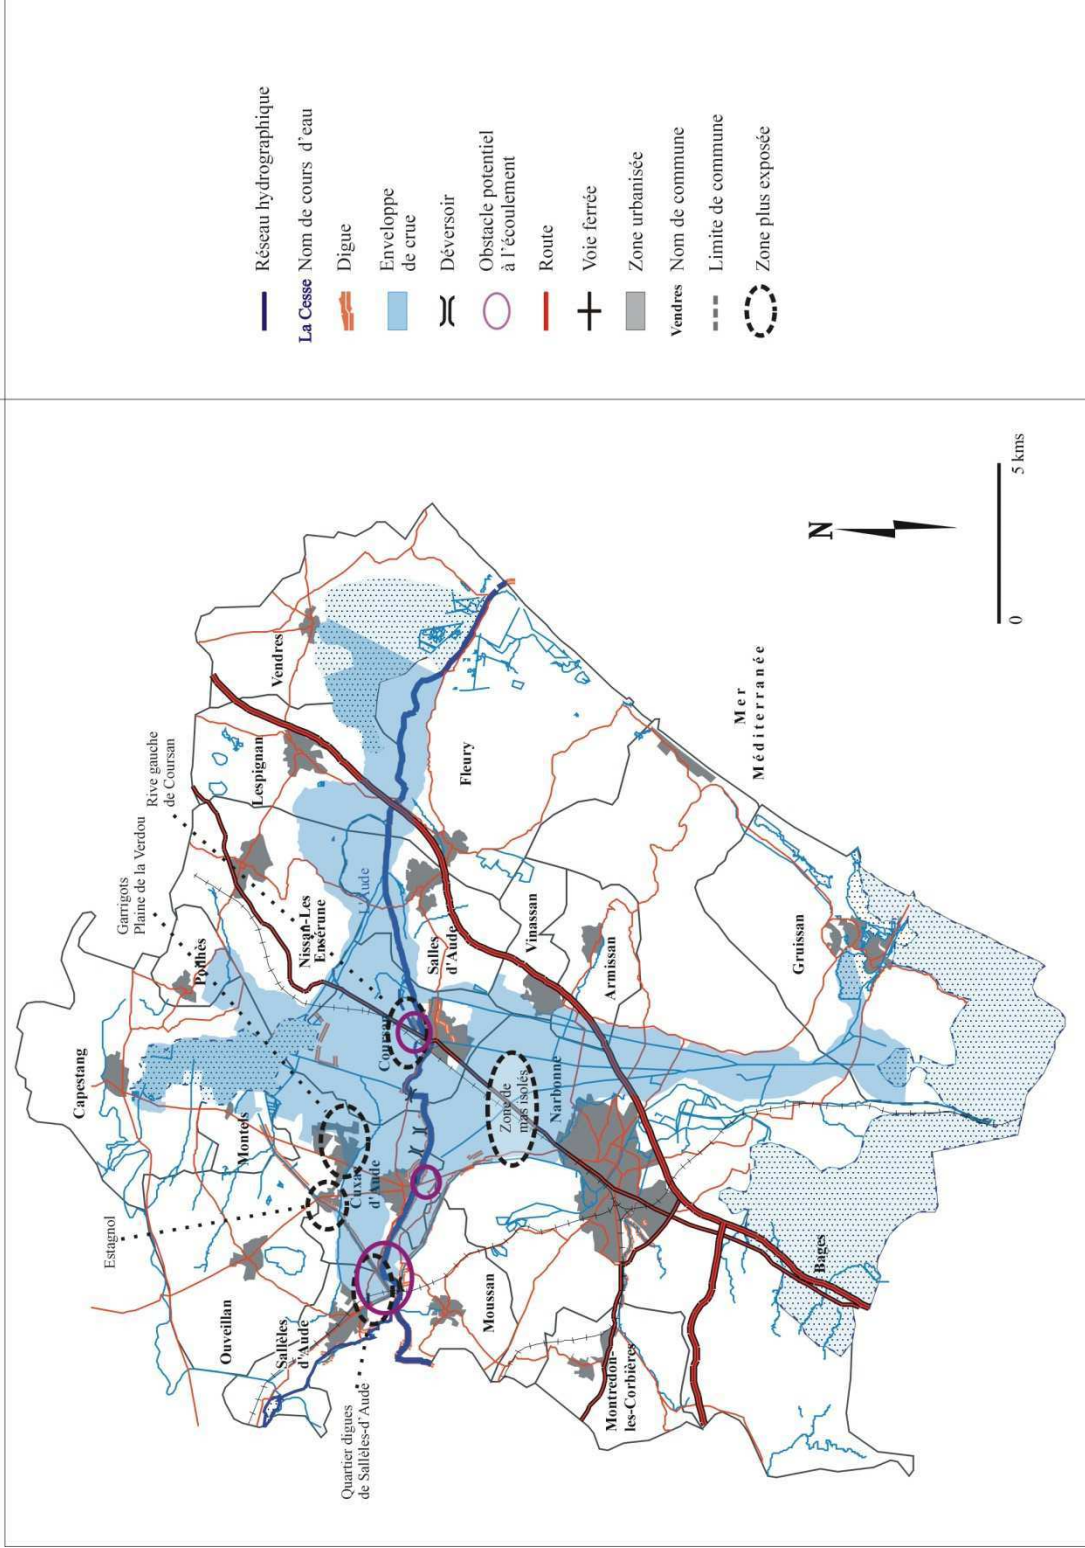 Garrigots
Plaine de la Verdou
Rive gauche
de Coursan
Estagnol
Quartier digues
de Sallèles-d'Aude
Capestang
Poilhès
Vendres
Lespignan
Nissan-Les
Ensérune
Montels
Ouveillan
Sallèles
d'Aude
Cuxac
d'Aude
L'Aude
Salles
d'Aude
Fleury
Vinassan
Armissan
Zone de
mas isolés
Narbonne
Moussan
Montredon-
les-Corbières
Bages
Gruissan
Mer
Méditerranée
N
0
5 kms
Réseau hydrographique
La Cesse
Nom de cours d'eau
Digue
Enveloppe
de crue
Déversoir
Obstacle potentiel
à l'écoulement
Route
Voie ferrée
Zone urbanisée
Vendres
Nom de commune
Limite de commune
Zone plus exposée